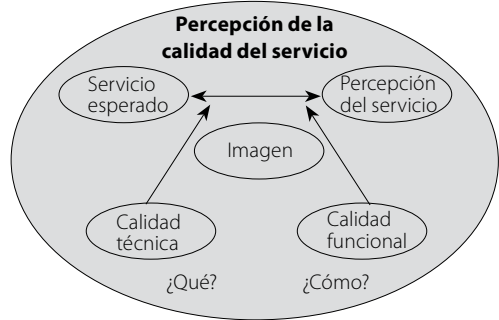 Percepción de la
calidad del servicio
Servicio
esperado
Percepción
del servicio
Imagen
Calidad
técnica
Calidad
funcional
¿Qué?
¿Cómo?